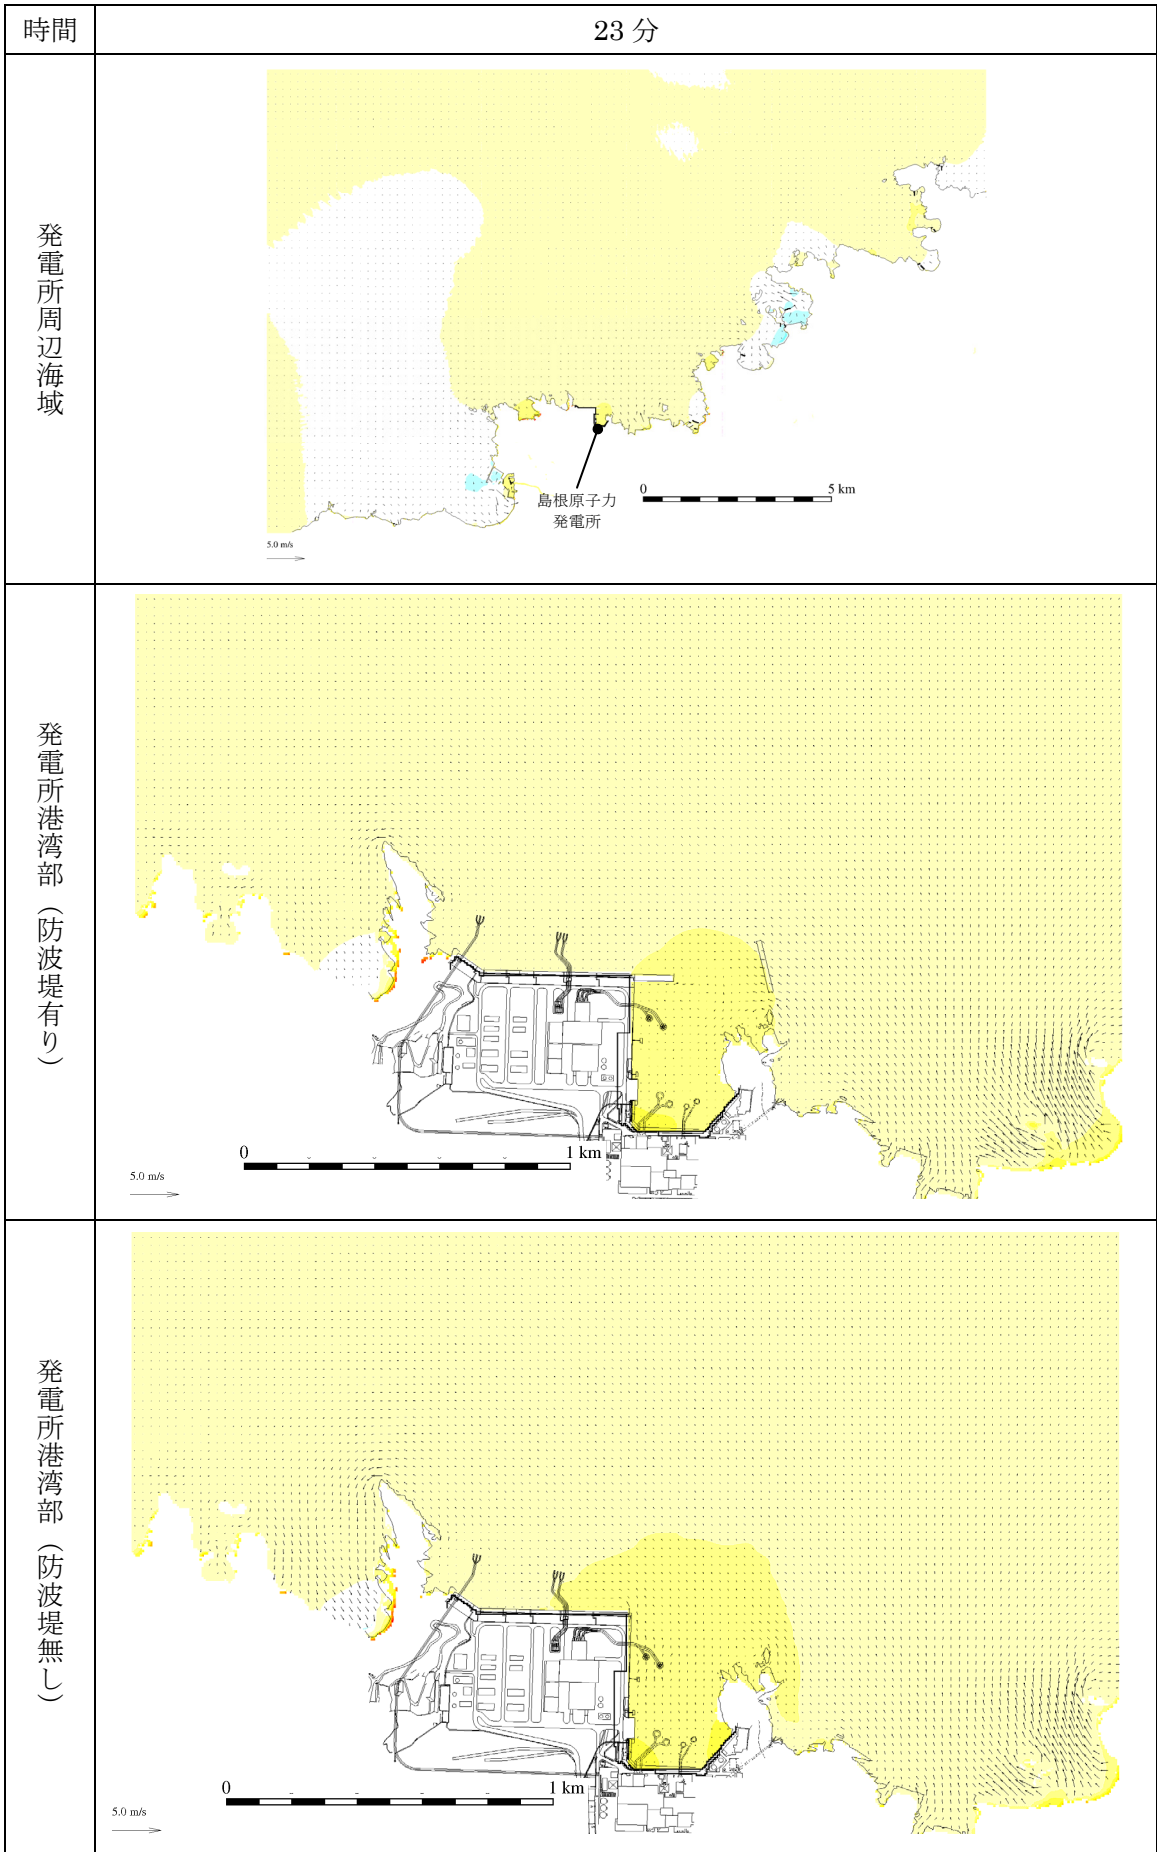 時間
23 分
発電所周辺海域
島根原子力
発電所
0 5 km
5.0 m/s
発電所港湾部（防波堤有り）
0 1 km
5.0 m/s
発電所港湾部（防波堤無し）
0 1 km
5.0 m/s